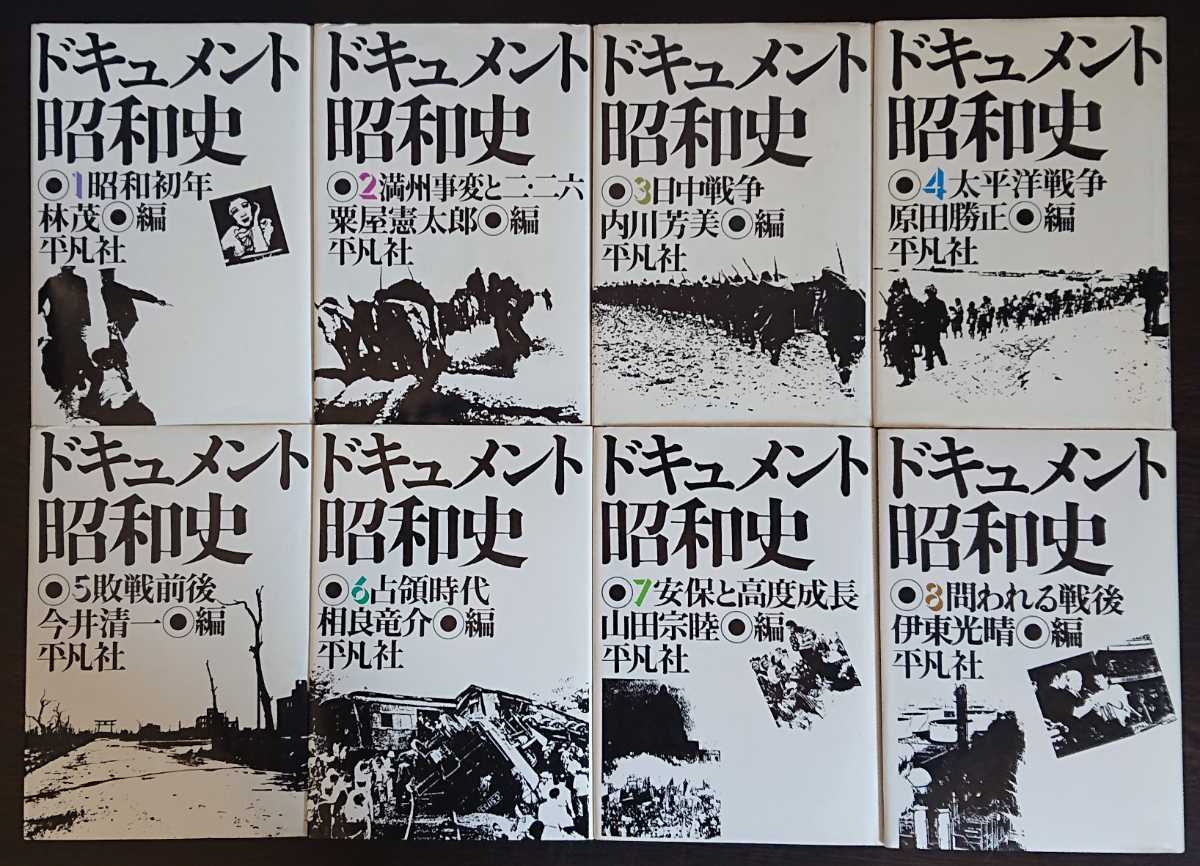 ドキュメント
昭和史
◉1昭和初年
林茂◉編
平凡社
ドキュメント
昭和史
◉2満州事変と二・二六
粟屋憲太郎◉編
平凡社
ドキュメント
昭和史
◉3日中戦争
内川芳美◉編
平凡社
ドキュメント
昭和史
◉4太平洋戦争
原田勝正◉編
平凡社
ドキュメント
昭和史
◉5敗戦前後
今井清一◉編
平凡社
ドキュメント
昭和史
◉6占領時代
相良竜介◉編
平凡社
ドキュメント
昭和史
◉7安保と高度成長
山田宗睦◉編
平凡社
ドキュメント
昭和史
◉8問われる戦後
伊東光晴◉編
平凡社